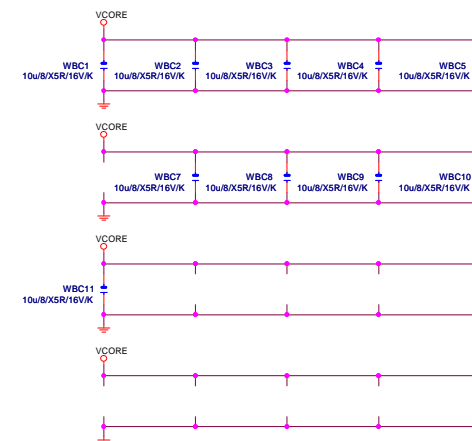 VCORE
WBC1 WBC2 WBC3 WBC4 WBC5
10u/8/X5R/16V/K 10u/8/X5R/16V/K 10u/8/X5R/16V/K 10u/8/X5R/16V/K 10u/8/X5R/16V/K
VCORE
WBC7 WBC8 WBC9 WBC10
10u/8/X5R/16V/K 10u/8/X5R/16V/K 10u/8/X5R/16V/K 10u/8/X5R/16V/K
VCORE
WBC11
10u/8/X5R/16V/K
VCORE